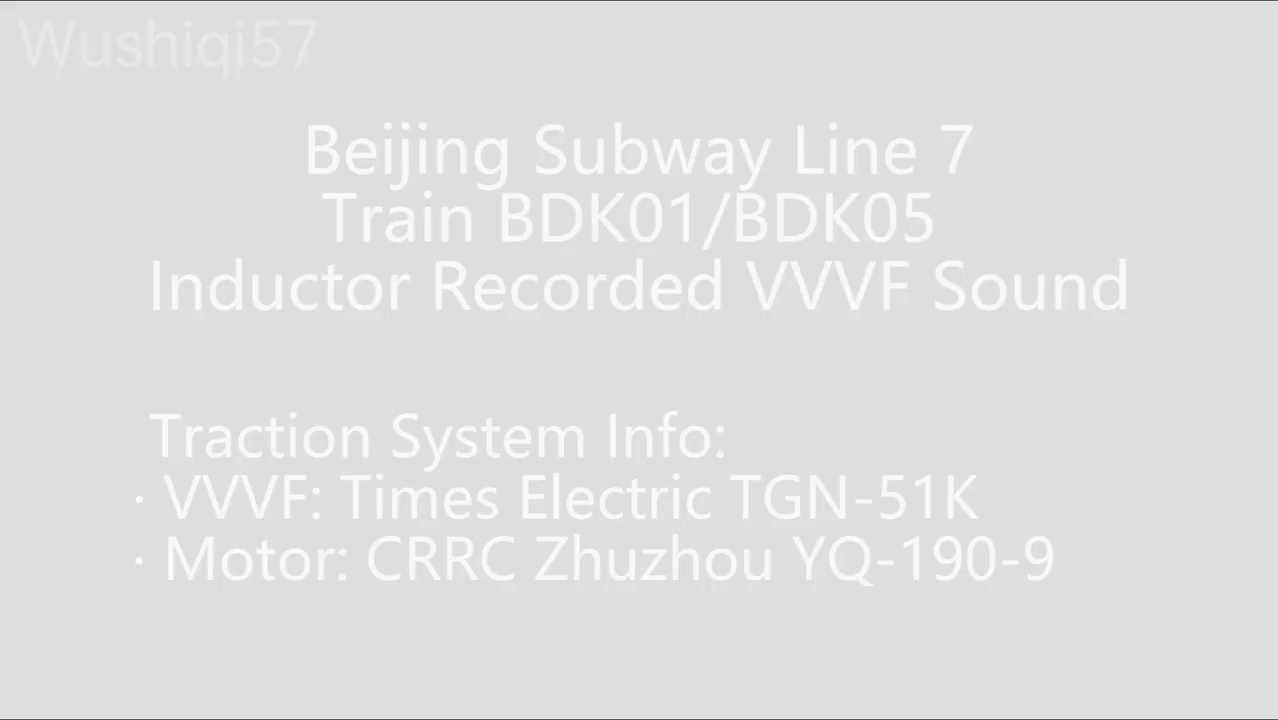 Wushiqi57
Beijing Subway Line 7
Train BDK01/BDK05
Inductor Recorded VVVF Sound
Traction System Info:
· VVVF: Times Electric TGN-51K
· Motor: CRRC Zhuzhou YQ-190-9